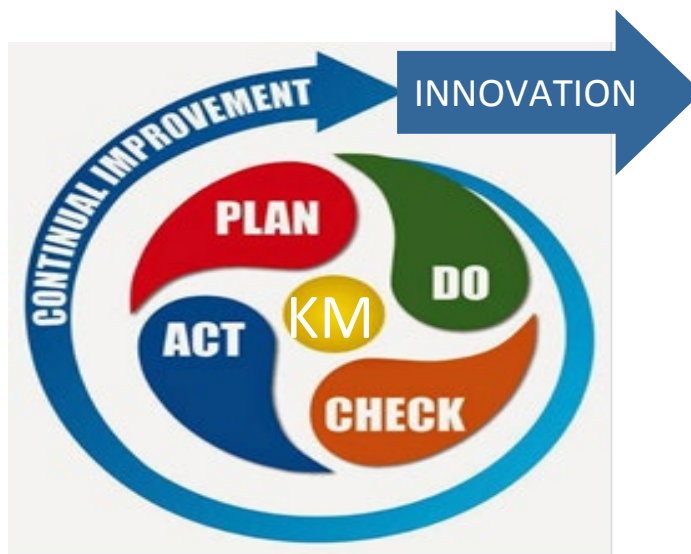 CONTINUAL IMPROVEMENT
INNOVATION
PLAN
DO
KM
ACT
CHECK